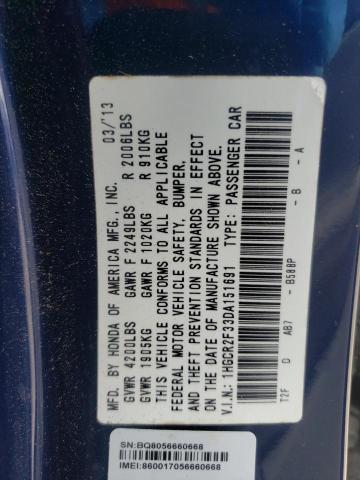 MFD. BY HONDA OF AMERICA MFG., INC. 03/'13
GVWR 4200LBS GAWR F 2249LBS R 2006LBS
GVWR 1905KG GAWR F 1020KG R 910KG
THIS VEHICLE CONFORMS TO ALL APPLICABLE
FEDERAL MOTOR VEHICLE SAFETY, BUMPER,
AND THEFT PREVENTION STANDARDS IN EFFECT
ON THE DATE OF MANUFACTURE SHOWN ABOVE.
V.I.N.: 1HGCR2F33DA151691 TYPE: PASSENGER CAR
T2F D AB7 - B588P - B - A
SN:BQ8056660668
IMEI:860017056660668